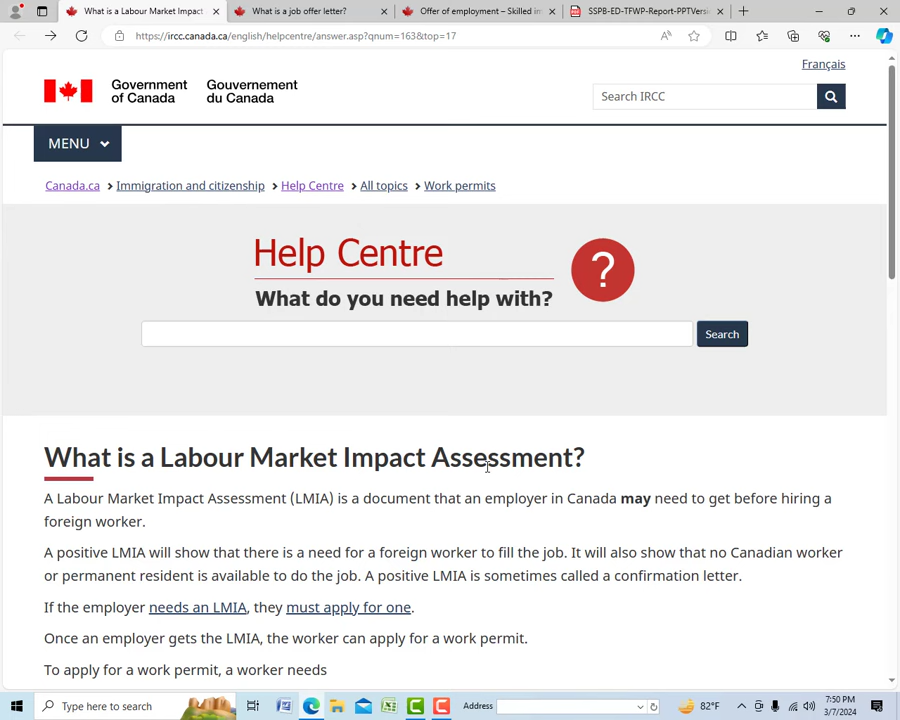 What is a Labour Market Impact
What is a job offer letter?
Offer of employment – Skilled im
SSPB-ED-TFWP-Report-PPTVersi
https://ircc.canada.ca/english/helpcentre/answer.asp?qnum=163&top=17
Français
Government of Canada
Gouvernement du Canada
Search IRCC
MENU
Canada.ca > Immigration and citizenship > Help Centre > All topics > Work permits
Help Centre
?
What do you need help with?
Search
What is a Labour Market Impact Assessment?
A Labour Market Impact Assessment (LMIA) is a document that an employer in Canada may need to get before hiring a
foreign worker.
A positive LMIA will show that there is a need for a foreign worker to fill the job. It will also show that no Canadian worker
or permanent resident is available to do the job. A positive LMIA is sometimes called a confirmation letter.
If the employer needs an LMIA, they must apply for one.
Once an employer gets the LMIA, the worker can apply for a work permit.
To apply for a work permit, a worker needs
Type here to search
Address
82°F
7:50 PM
3/7/2024